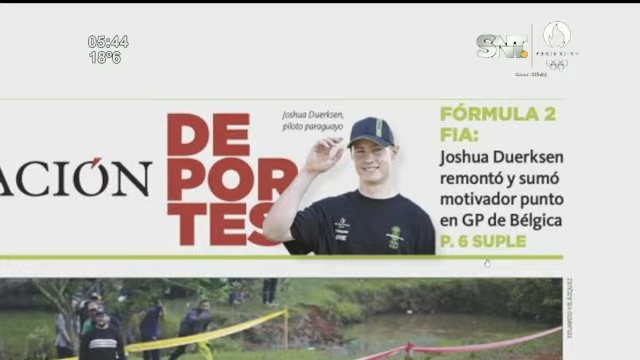 05:44
18°6
SNT.
ACIÓN
DE
POR
TES
Joshua Duerksen,
piloto paraguayo
FÓRMULA 2
FIA:
Joshua Duerksen
remontó y sumó
motivador punto
en GP de Bélgica
P. 6 SUPLE